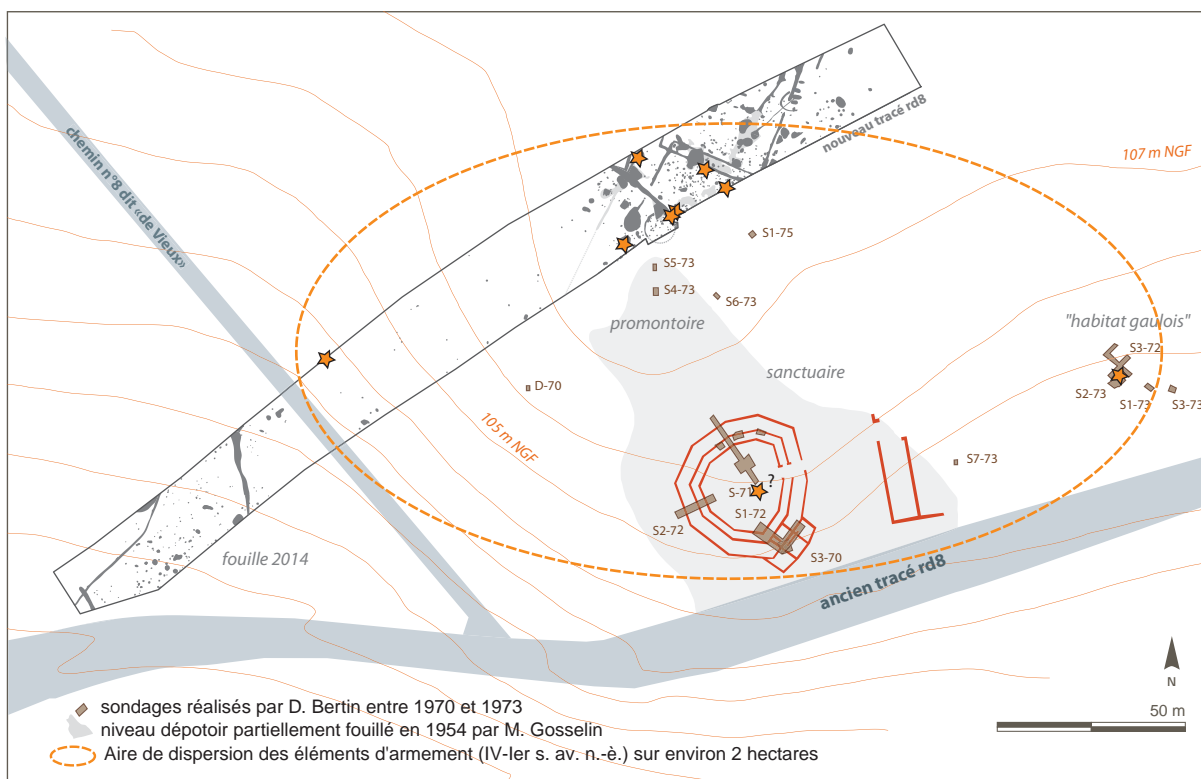 nouveau tracé rd8
chemin n°8 dit «de Vieux»
107 m NGF
S1-75
S5-73
S4-73
S6-73
promontoire
"habitat gaulois"
S3-72
sanctuaire
D-70
S2-73
S1-73
S3-73
105 m NGF
?
S7-73
S-71
S1-72
S2-72
S3-70
fouille 2014
ancien tracé rd8
N
sondages réalisés par D. Bertin entre 1970 et 1973
niveau dépotoir partiellement fouillé en 1954 par M. Gosselin
50 m
Aire de dispersion des éléments d'armement (IV-Ier s. av. n.-è.) sur environ 2 hectares